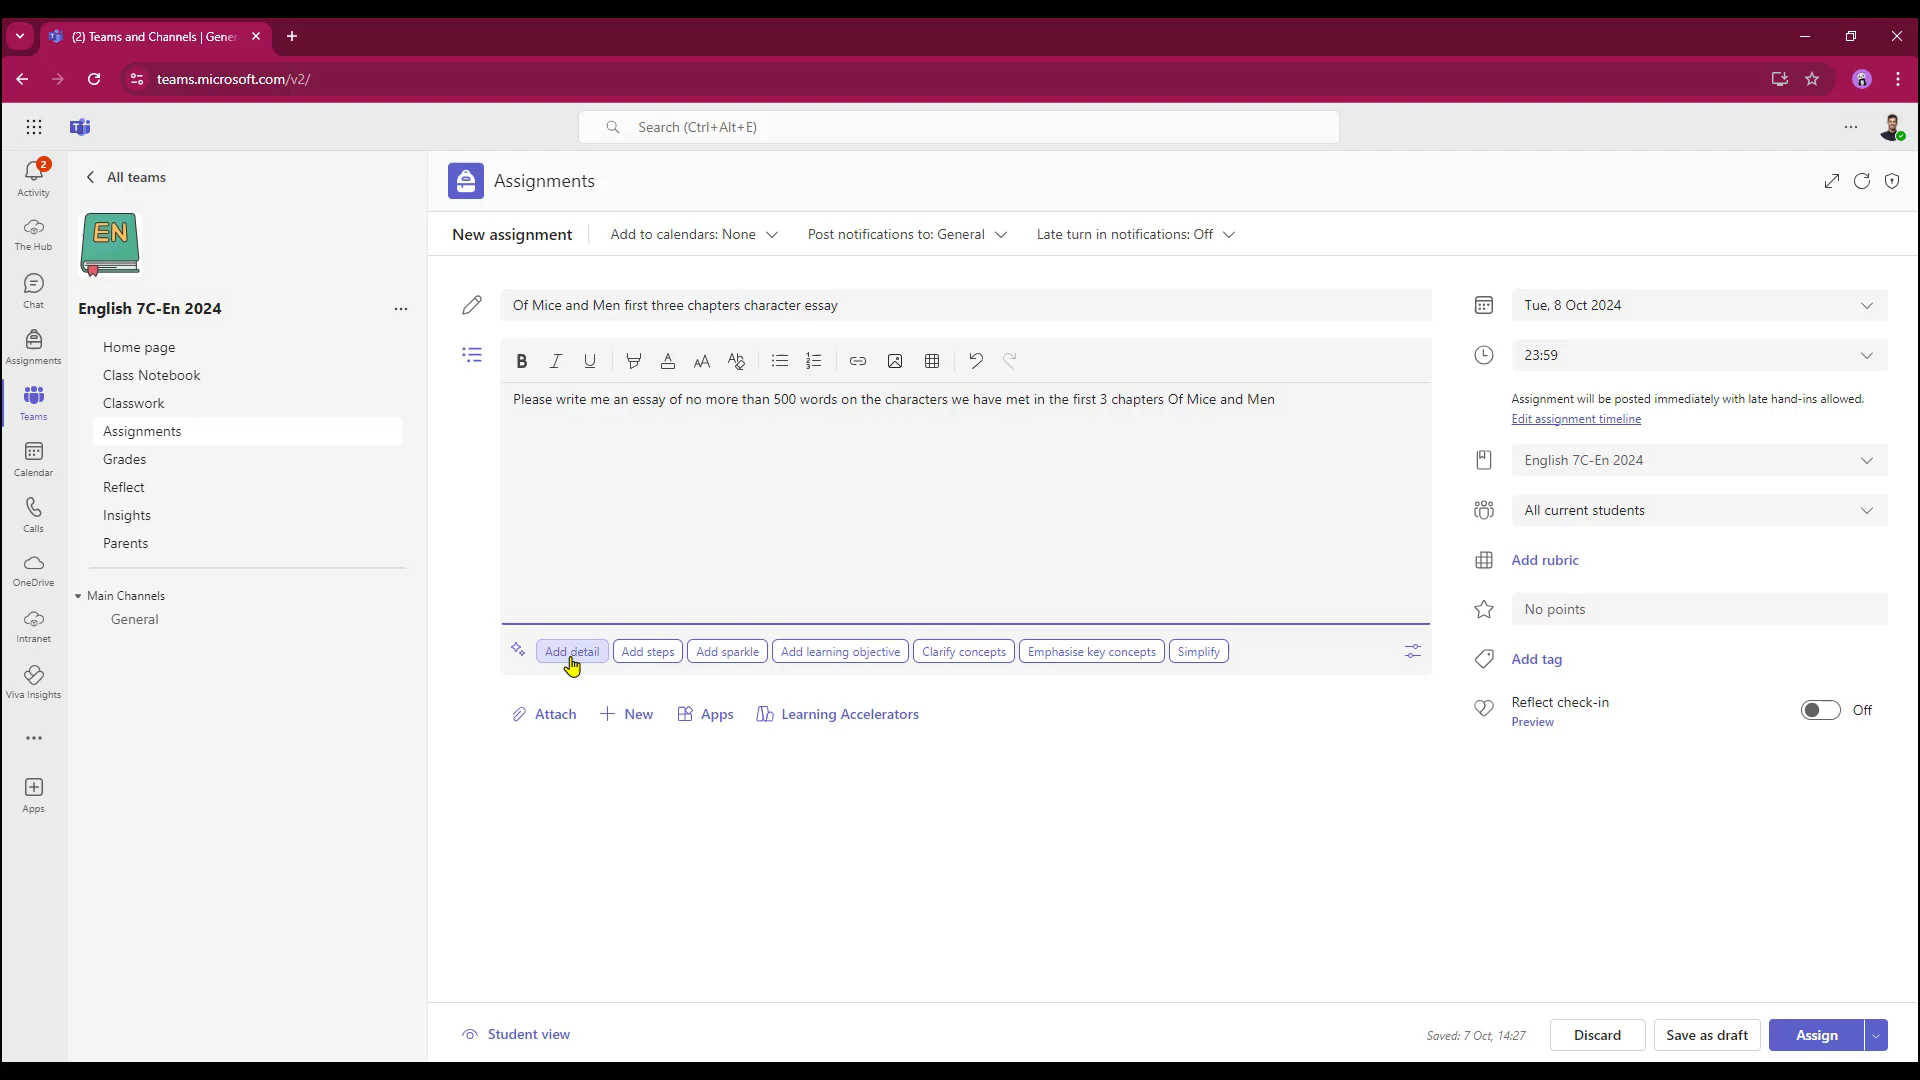 (2) Teams and Channels | Gener
teams.microsoft.com/v2/
Search (Ctrl+Alt+E)
2
Activity
The Hub
Chat
Assignments
Teams
Calendar
Calls
OneDrive
Intranet
Viva Insights
Apps
All teams
EN
English 7C-En 2024
Home page
Class Notebook
Classwork
Assignments
Grades
Reflect
Insights
Parents
Main Channels
General
Assignments
New assignment
Add to calendars: None
Post notifications to: General
Late turn in notifications: Off
Of Mice and Men first three chapters character essay
Please write me an essay of no more than 500 words on the characters we have met in the first 3 chapters Of Mice and Men
Add detail
Add steps
Add sparkle
Add learning objective
Clarify concepts
Emphasise key concepts
Simplify
Attach
New
Apps
Learning Accelerators
Tue, 8 Oct 2024
23:59
Assignment will be posted immediately with late hand-ins allowed.
Edit assignment timeline
English 7C-En 2024
All current students
Add rubric
No points
Add tag
Reflect check-in
Preview
Off
Student view
Saved: 7 Oct, 14:27
Discard
Save as draft
Assign